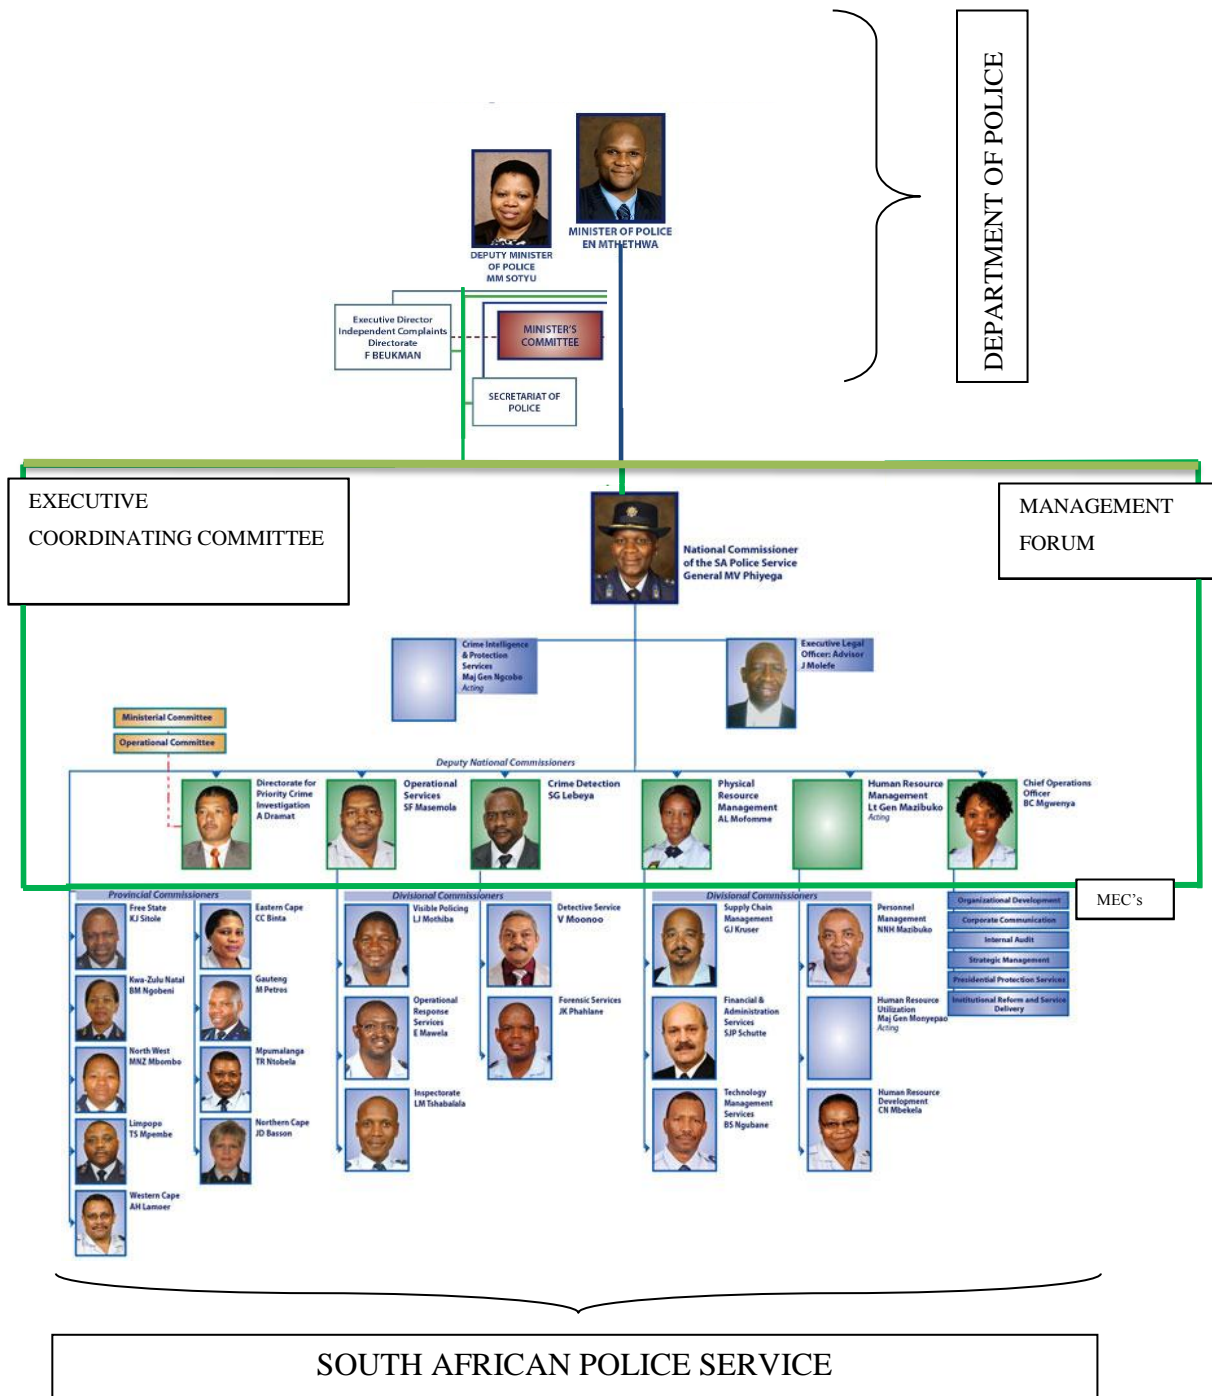 DEPARTMENT OF POLICE
MINISTER OF POLICE
EN MTHETHWA
DEPUTY MINISTER
OF POLICE
MM SOTYU
Executive Director
Independent Complaints
Directorate
F BEUKMAN
MINISTER'S
COMMITTEE
SECRETARIAT OF
POLICE
EXECUTIVE
COORDINATING COMMITTEE
MANAGEMENT
FORUM
National Commissioner
of the SA Police Service
General MV Phiyega
Crime Intelligence
& Protection
Services
Maj Gen Ngcobo
Acting
Executive Legal
Officer: Advisor
J Molefe
Ministerial Committee
Operational Committee
Deputy National Commissioners
Directorate for
Priority Crime
Investigation
A Dramat
Operational
Services
SF Masemola
Crime Detection
SG Lebeya
Physical
Resource
Management
AL Mofomme
Human Resource
Management
Lt Gen Mazibuko
Acting
Chief Operations
Officer
BC Mgwenya
MEC's
Provincial Commissioners
Free State
KJ Sitole
Eastern Cape
CC Binta
Kwa-Zulu Natal
BM Ngobeni
Gauteng
M Petros
North West
MNZ Mbombo
Mpumalanga
TR Ntobela
Limpopo
TS Mpembe
Northern Cape
JD Basson
Western Cape
AH Lamoer
Divisional Commissioners
Visible Policing
LJ Mothiba
Detective Service
V Moonoo
Operational
Response
Services
E Mawela
Forensic Services
JK Phahlane
Inspectorate
LM Tshabalala
Divisional Commissioners
Supply Chain
Management
GJ Kruser
Personnel
Management
NNH Mazibuko
Financial &
Administration
Services
SJP Schutte
Human Resource
Utilization
Maj Gen Monyepao
Acting
Technology
Management
Services
BS Ngubane
Human Resource
Development
CN Mbekela
Organizational Development
Corporate Communication
Internal Audit
Strategic Management
Presidential Protection Services
Institutional Reform and Service
Delivery
SOUTH AFRICAN POLICE SERVICE